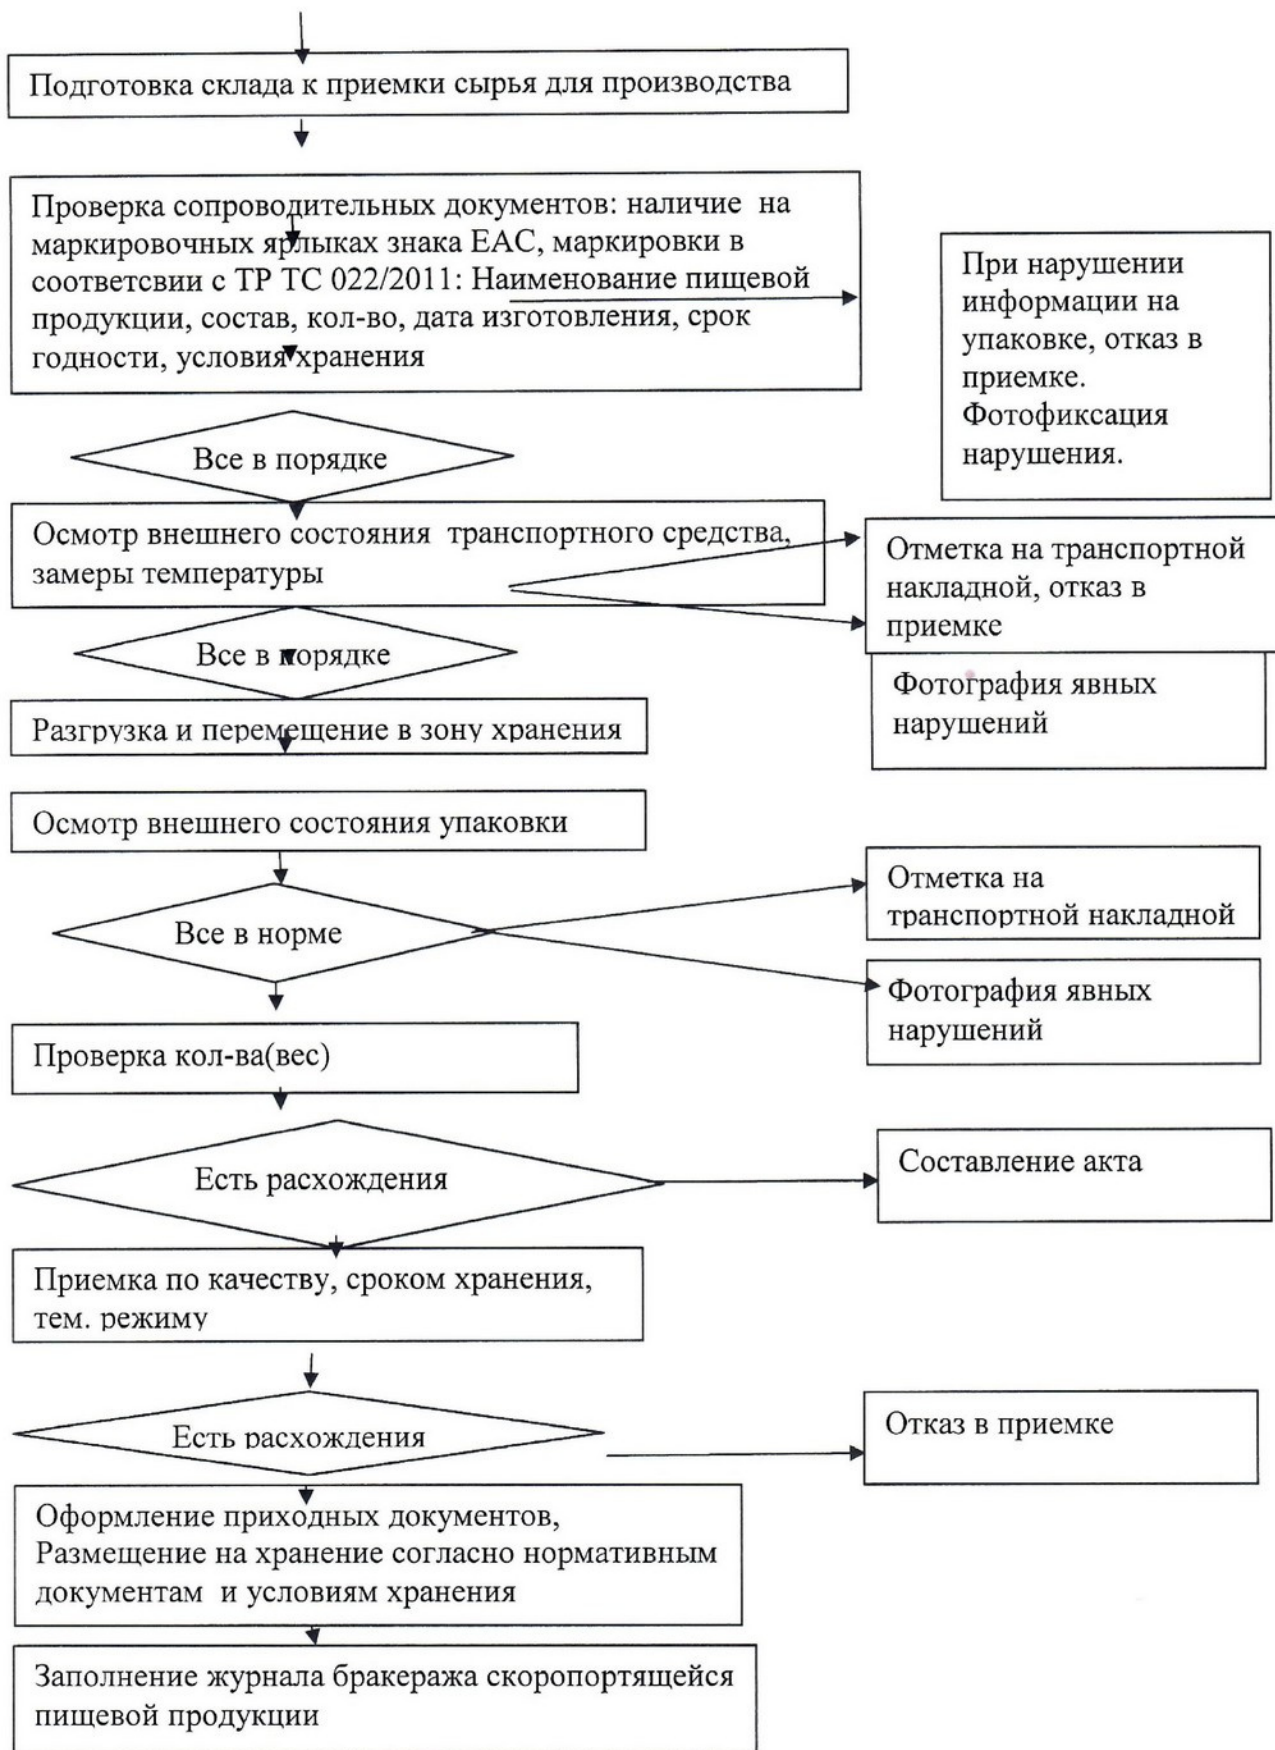 Подготовка склада к приемки сырья для производства
Проверка сопроводительных документов: наличие на
маркировочных ярлыках знака ЕАС, маркировки в
соответсвии с ТР ТС 022/2011: Наименование пищевой
продукции, состав, кол-во, дата изготовления, срок
годности, условия хранения
При нарушении
информации на
упаковке, отказ в
приемке.
Фотофиксация
нарушения.
Все в порядке
Осмотр внешнего состояния транспортного средства,
замеры температуры
Отметка на транспортной
накладной, отказ в
приемке
Все в порядке
Фотография явных
нарушений
Разгрузка и перемещение в зону хранения
Осмотр внешнего состояния упаковки
Отметка на
транспортной накладной
Все в норме
Фотография явных
нарушений
Проверка кол-ва(вес)
Есть расхождения
Составление акта
Приемка по качеству, сроком хранения,
тем. режиму
Есть расхождения
Отказ в приемке
Оформление приходных документов,
Размещение на хранение согласно нормативным
документам и условиям хранения
Заполнение журнала бракеража скоропортящейся
пищевой продукции